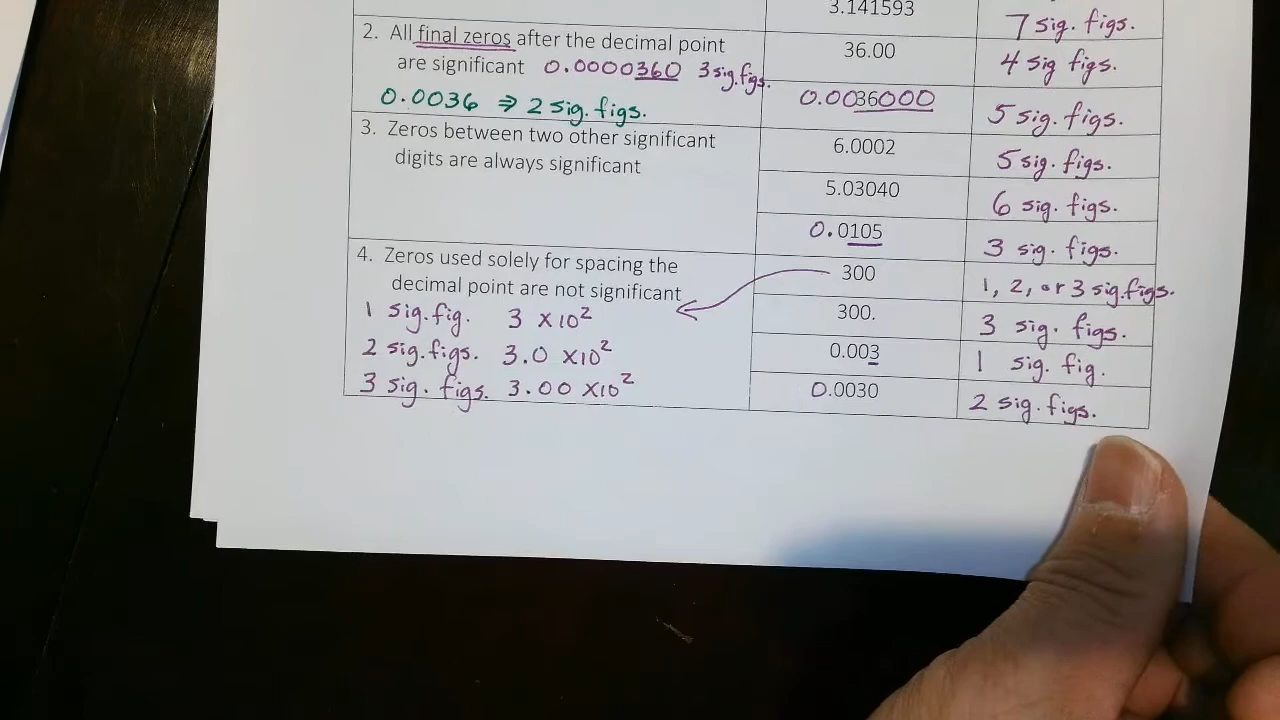 3.141593 7 sig. figs.
2. All final zeros after the decimal point
are significant 0.0000360 3 sig.figs.
0.0036 ⇒ 2 sig. figs.
36.00 4 sig figs.
0.0036000 5 sig. figs.
3. Zeros between two other significant
digits are always significant
6.0002 5 sig. figs.
5.03040 6 sig. figs.
0.0105 3 sig. figs.
4. Zeros used solely for spacing the
decimal point are not significant
300 1, 2, or 3 sig.figs.
1 sig.fig. 3 ×10²
300. 3 sig. figs.
2 sig.figs. 3.0 ×10²
0.003 1 sig. fig.
3 sig. figs. 3.00 ×10²
0.0030 2 sig. figs.